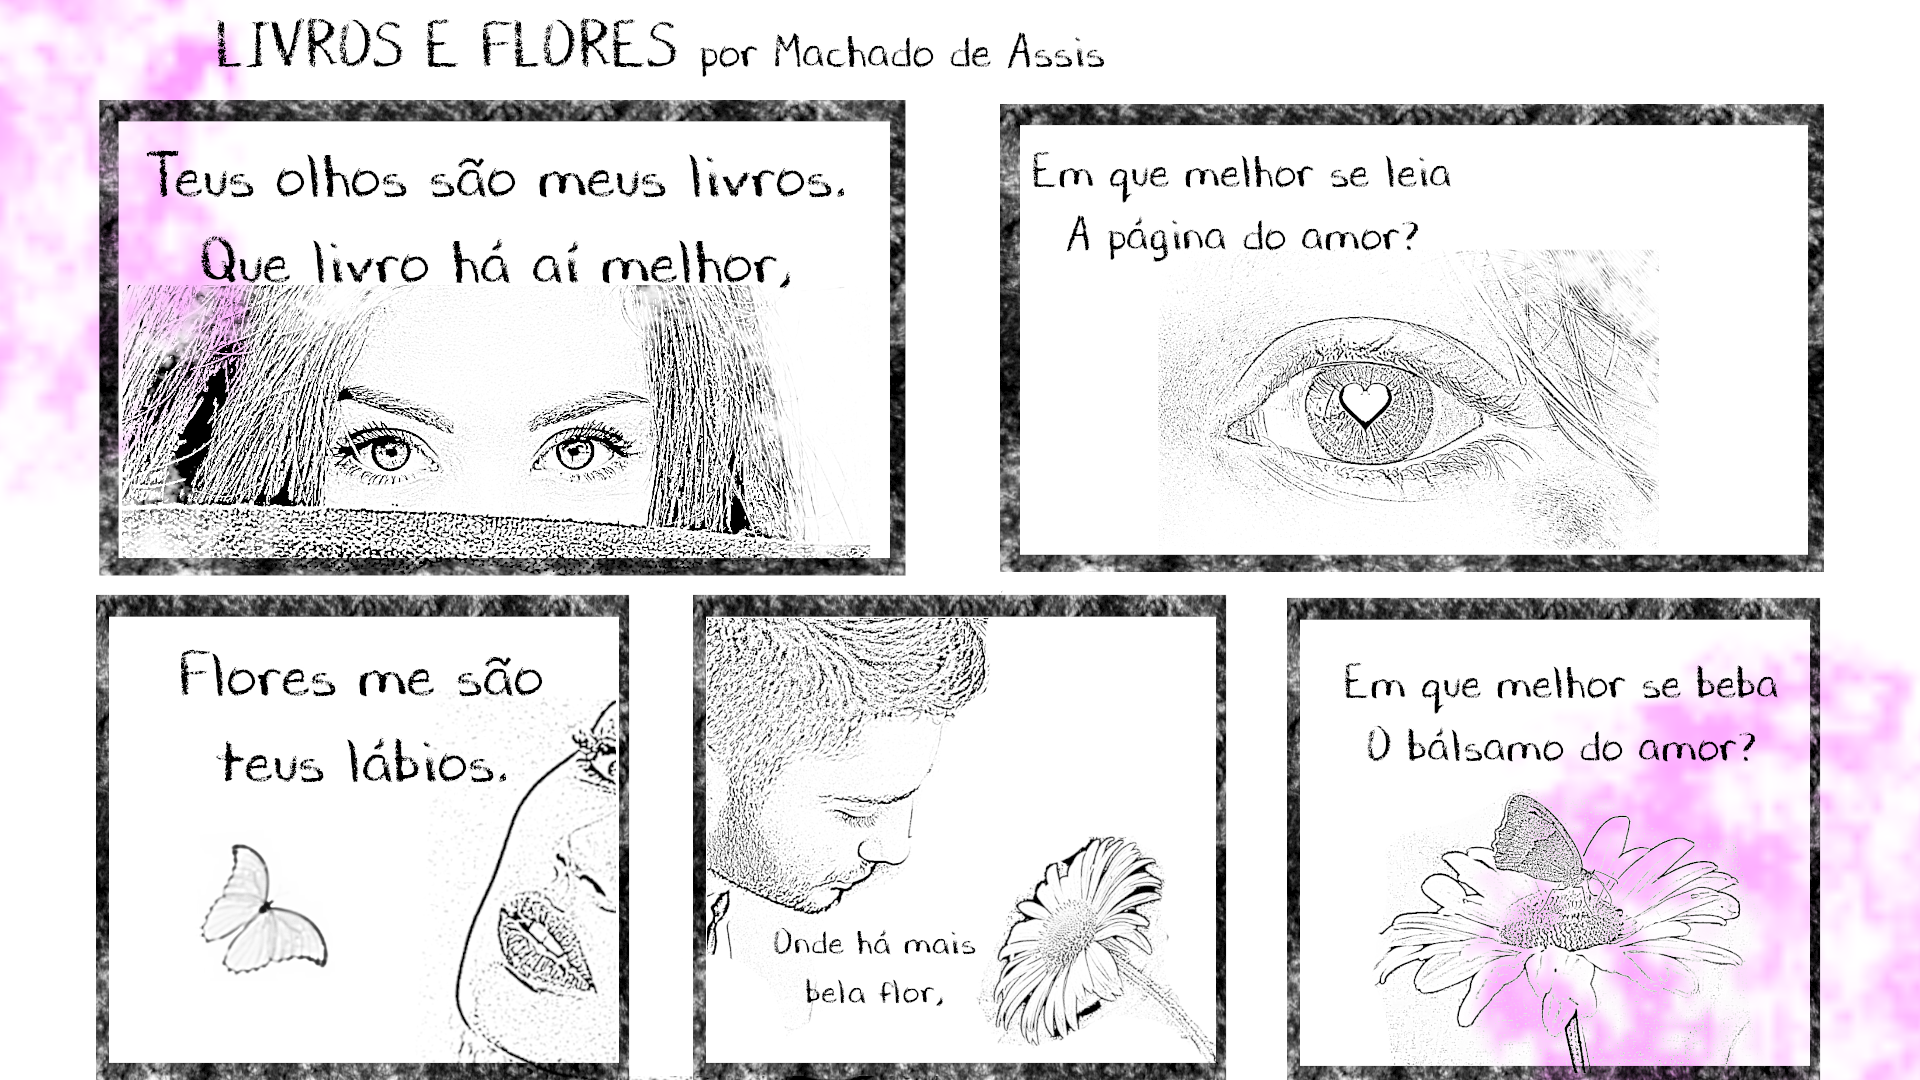 LIVROS E FLORES por Machado de Assis
Teus olhos são meus livros.
Que livro há aí melhor,
Em que melhor se leia
A página do amor?
Flores me são
teus lábios.
Onde há mais
bela flor,
Em que melhor se beba
O bálsamo do amor?